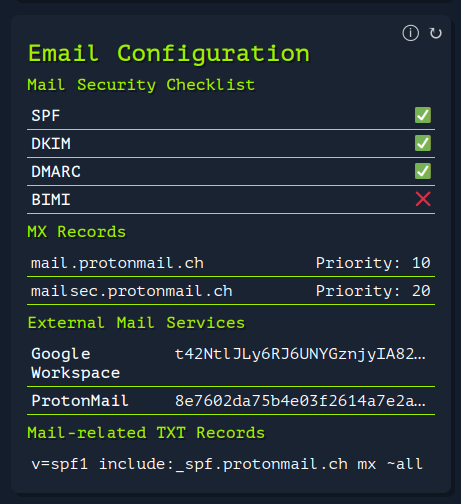 Email Configuration
Mail Security Checklist
SPF ✅
DKIM ✅
DMARC ✅
BIMI ❌
MX Records
mail.protonmail.ch Priority: 10
mailsec.protonmail.ch Priority: 20
External Mail Services
Google Workspace t42NtlJLy6RJ6UNYGznjyIA82…
ProtonMail 8e7602da75b4e03f2614a7e2a…
Mail-related TXT Records
v=spf1 include:_spf.protonmail.ch mx ~all